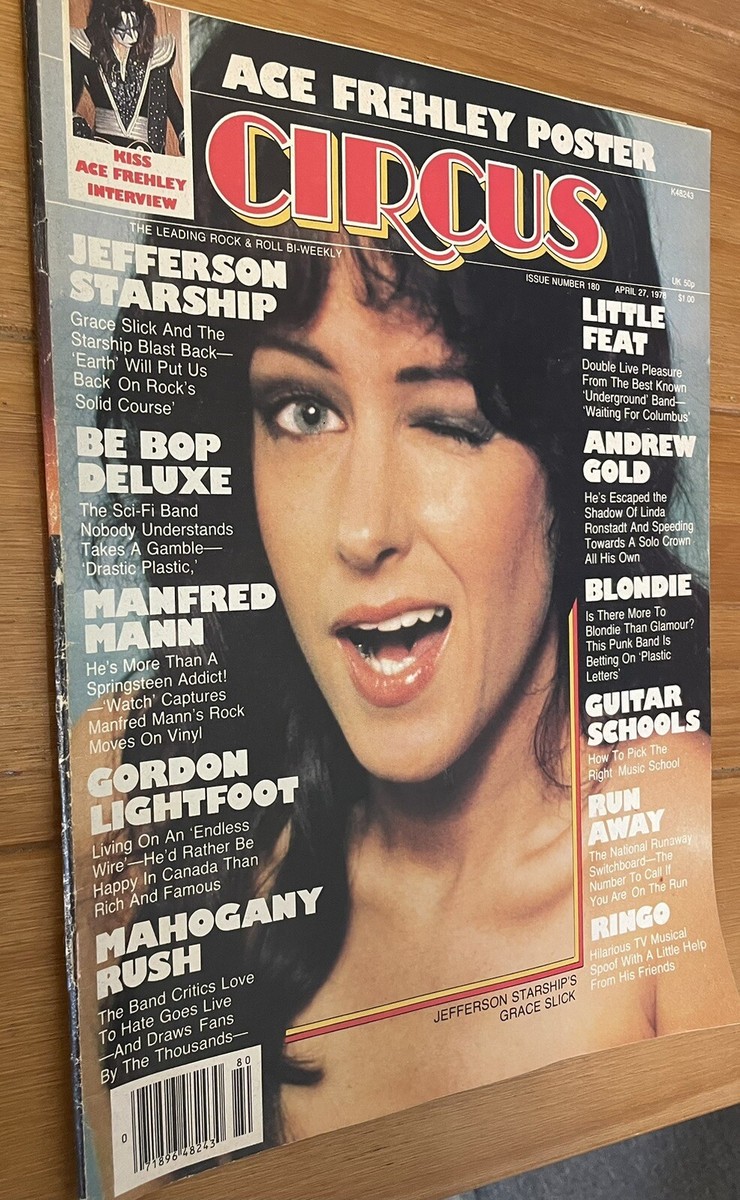 ACE FREHLEY POSTER
KISS
ACE FREHLEY
INTERVIEW
K48243
CIRCUS
THE LEADING ROCK & ROLL BI-WEEKLY
ISSUE NUMBER 180 APRIL 27, 1978
UK 50p
$1.00
JEFFERSON
STARSHIP
Grace Slick And The
Starship Blast Back—
'Earth' Will Put Us
Back On Rock's
Solid Course'
BE BOP
DELUXE
The Sci-Fi Band
Nobody Understands
Takes A Gamble—
'Drastic Plastic,'
MANFRED
MANN
He's More Than A
Springsteen Addict!
—'Watch' Captures
Manfred Mann's Rock
Moves On Vinyl
GORDON
LIGHTFOOT
Living On An 'Endless
Wire'—He'd Rather Be
Happy In Canada Than
Rich And Famous
MAHOGANY
RUSH
The Band Critics Love
To Hate Goes Live
—And Draws Fans
By The Thousands—
LITTLE
FEAT
Double Live Pleasure
From The Best Known
'Underground' Band—
'Waiting For Columbus'
ANDREW
GOLD
He's Escaped the
Shadow Of Linda
Ronstadt And Speeding
Towards A Solo Crown
All His Own
BLONDIE
Is There More To
Blondie Than Glamour?
This Punk Band Is
Betting On 'Plastic
Letters'
GUITAR
SCHOOLS
How To Pick The
Right Music School
RUN
AWAY
The National Runaway
Switchboard—The
Number To Call If
You Are On The Run
RINGO
Hilarious TV Musical
Spoof With A Little Help
From His Friends
JEFFERSON STARSHIP'S
GRACE SLICK
80
0
71896 48243